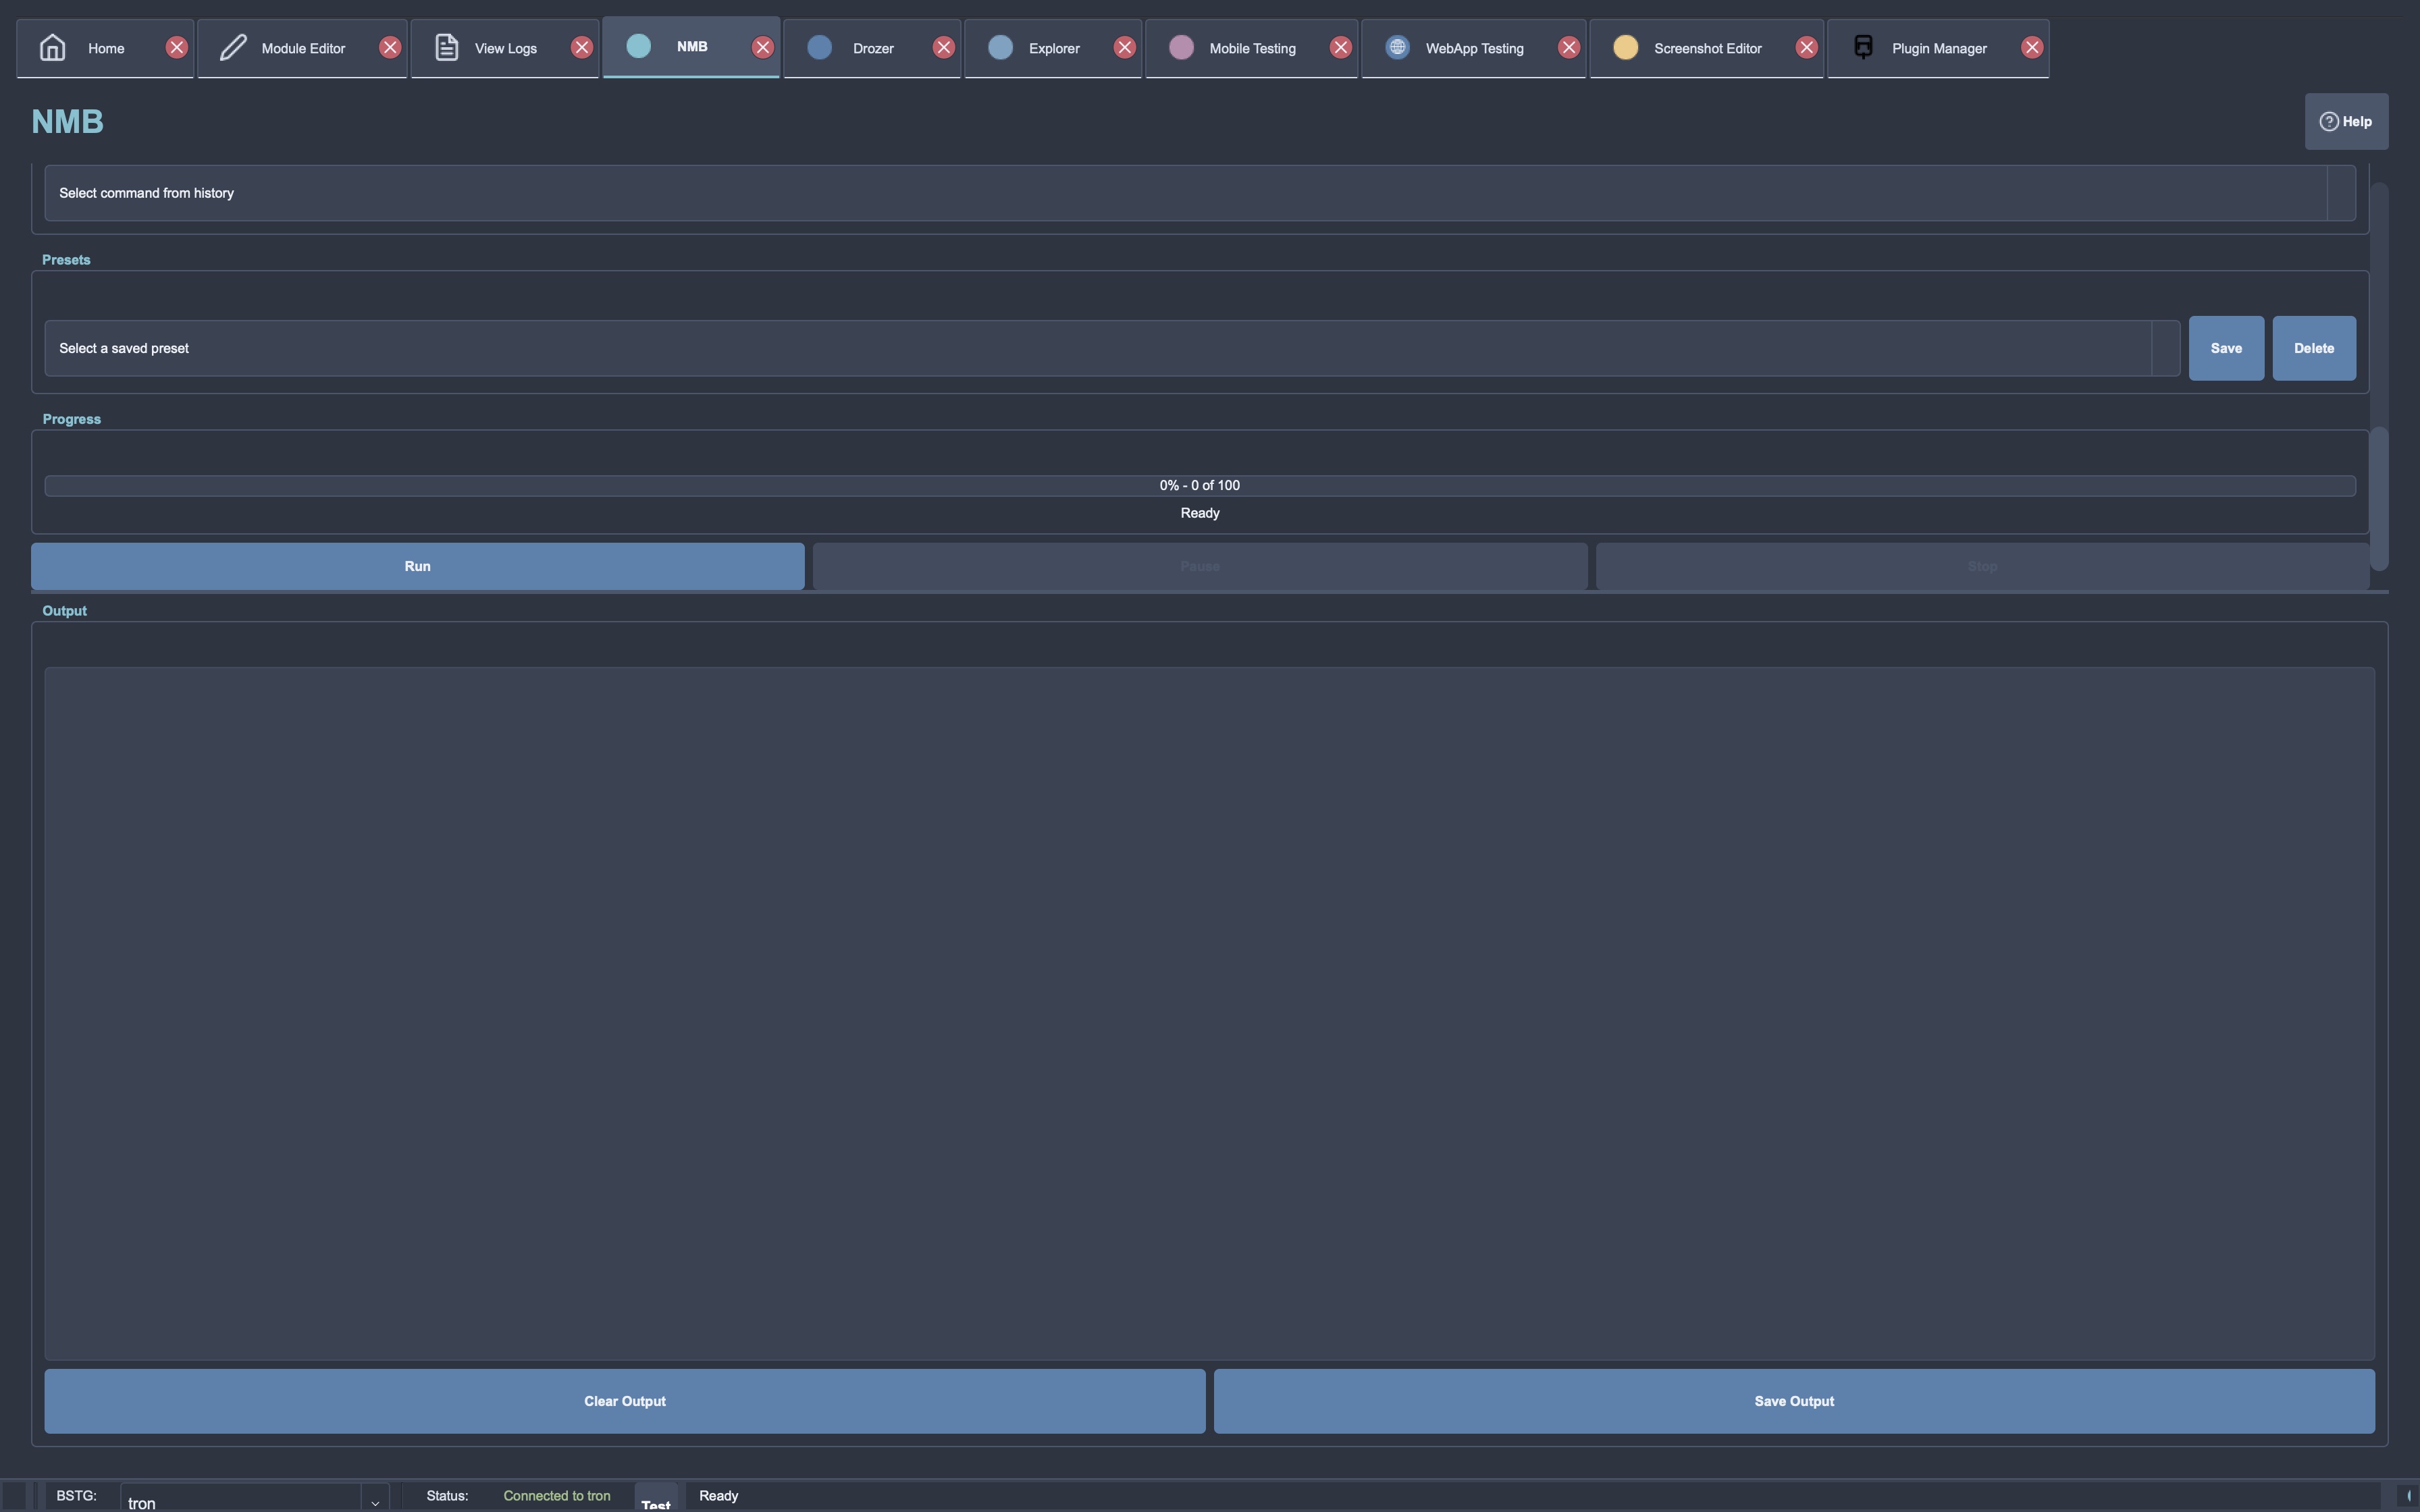 Home
Module Editor
View Logs
NMB
Drozer
Explorer
Mobile Testing
WebApp Testing
Screenshot Editor
Plugin Manager
NMB
Help
Select command from history
Presets
Select a saved preset
Save
Delete
Progress
0% - 0 of 100
Ready
Run
Pause
Stop
Output
Clear Output
Save Output
BSTG:
tron
Status:
Connected to tron
Test
Ready